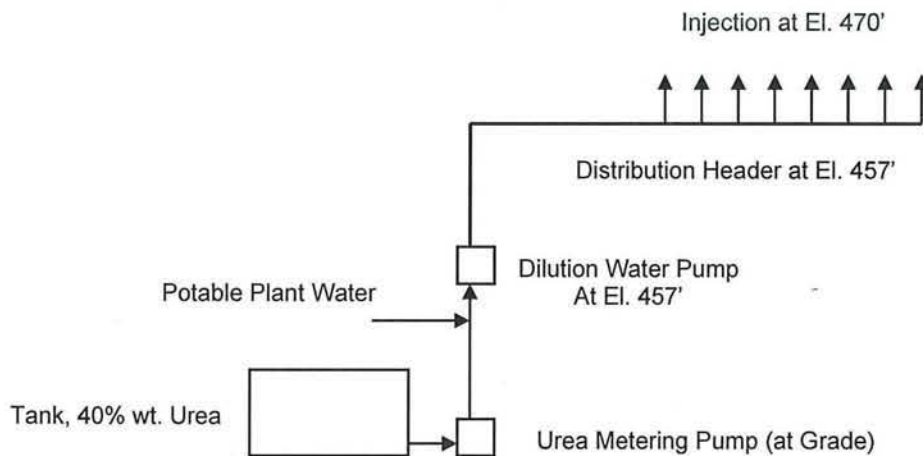 Injection at El. 470'
Distribution Header at El. 457'
Dilution Water Pump
At El. 457'
Potable Plant Water
Tank, 40% wt. Urea
Urea Metering Pump (at Grade)